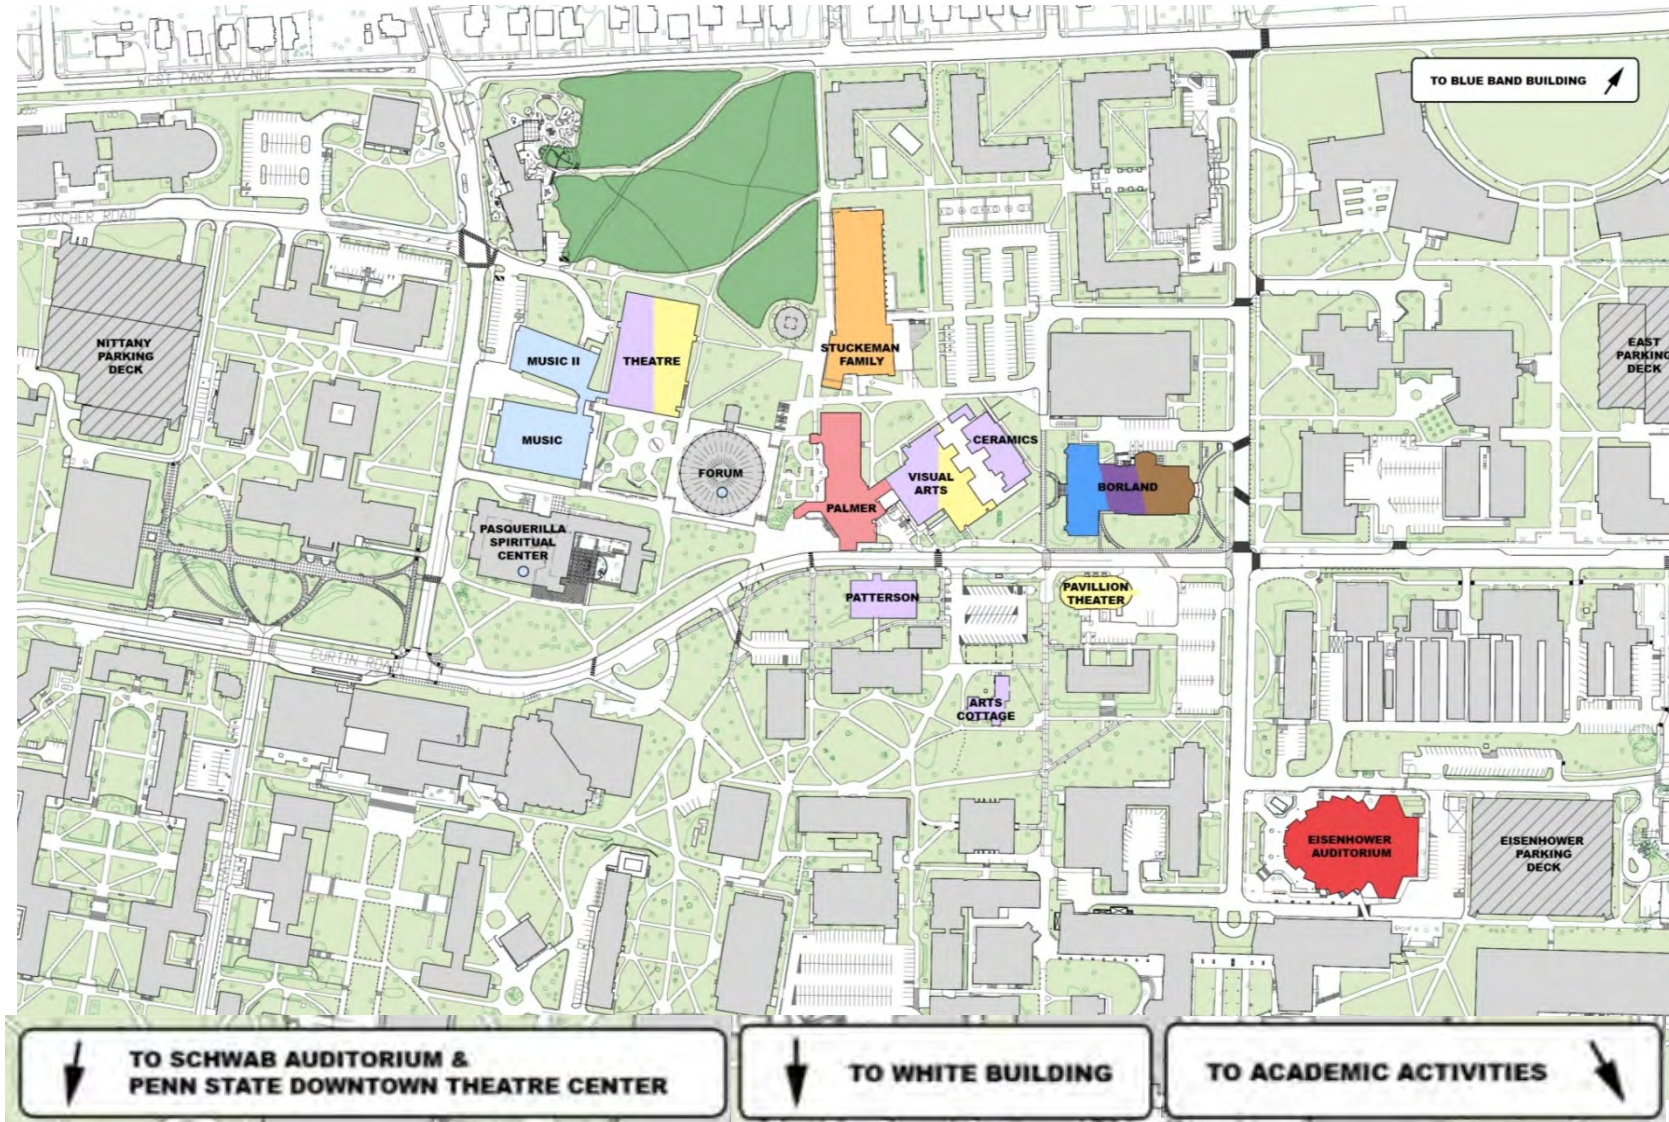 WEST PARK AVENUE
TO BLUE BAND BUILDING
FISCHER ROAD
NITTANY
PARKING
DECK
MUSIC II
THEATRE
STUCKEMAN
FAMILY
EAST
PARKING
DECK
MUSIC
FORUM
CERAMICS
VISUAL
ARTS
BORLAND
PALMER
PASQUERILLA
SPIRITUAL
CENTER
PATTERSON
PAVILLION
THEATER
CURTIN ROAD
ARTS
COTTAGE
EISENHOWER
AUDITORIUM
EISENHOWER
PARKING
DECK
TO SCHWAB AUDITORIUM &
PENN STATE DOWNTOWN THEATRE CENTER
TO WHITE BUILDING
TO ACADEMIC ACTIVITIES